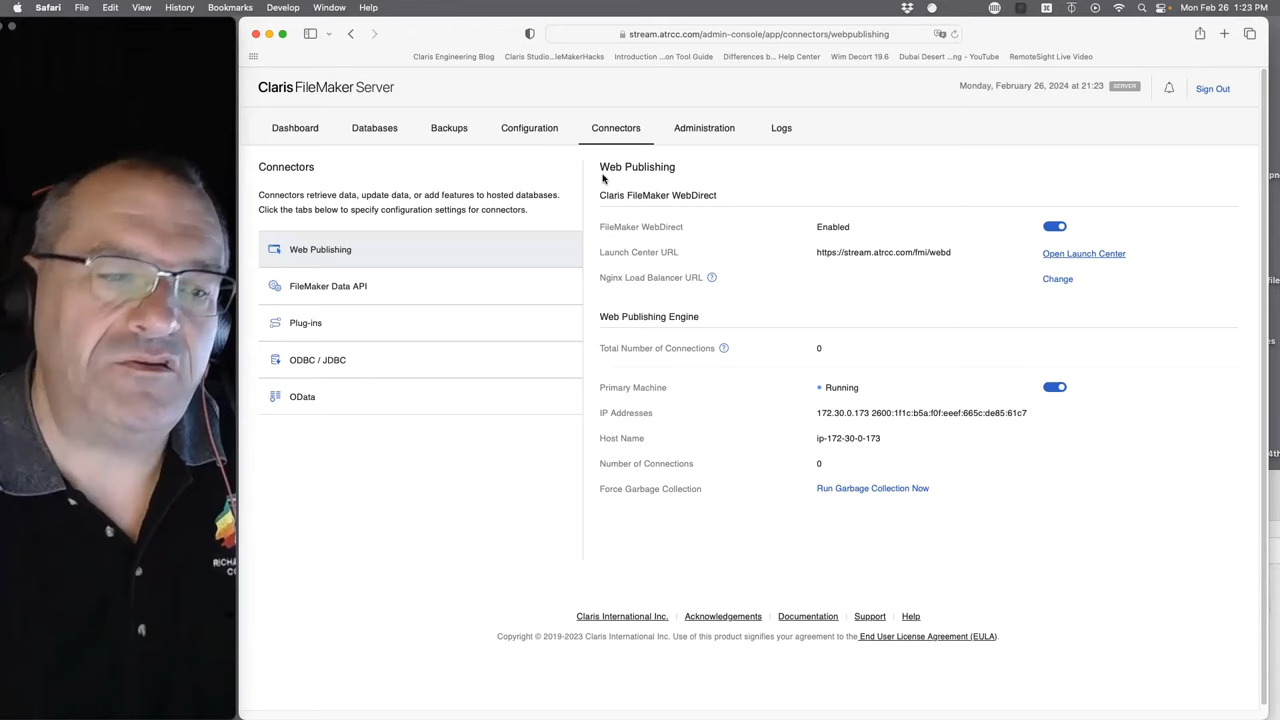 Safari File Edit View History Bookmarks Develop Window Help
Mon Feb 26 1:23 PM
stream.atrcc.com/admin-console/app/connectors/webpublishing
Claris Engineering Blog Claris Studio...leMakerHacks Introduction ...on Tool Guide Differences b... Help Center Wim Decort 19.6 Dubai Desert ...ng - YouTube RemoteSight Live Video
Claris FileMaker Server
Monday, February 26, 2024 at 21:23 SERVER Sign Out
Dashboard Databases Backups Configuration Connectors Administration Logs
Connectors
Connectors retrieve data, update data, or add features to hosted databases.
Click the tabs below to specify configuration settings for connectors.
Web Publishing
FileMaker Data API
Plug-ins
ODBC / JDBC
OData
Web Publishing
Claris FileMaker WebDirect
FileMaker WebDirect Enabled
Launch Center URL https://stream.atrcc.com/fmi/webd Open Launch Center
Nginx Load Balancer URL ? Change
Web Publishing Engine
Total Number of Connections ? 0
Primary Machine Running
IP Addresses 172.30.0.173 2600:1f1c:b5a:f0f:eeef:665c:de85:61c7
Host Name ip-172-30-0-173
Number of Connections 0
Force Garbage Collection Run Garbage Collection Now
Claris International Inc. Acknowledgements Documentation Support Help
Copyright © 2019-2023 Claris International Inc. Use of this product signifies your agreement to the End User License Agreement (EULA).
RICHA
CO